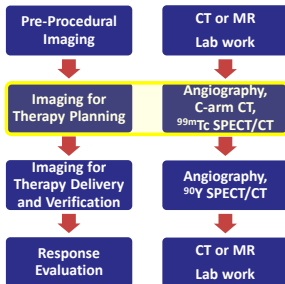 Pre-Procedural
Imaging
CT or MR
Lab work
Imaging for
Therapy Planning
Angiography,
C-arm CT,
⁹⁹ᵐTc SPECT/CT
Imaging for
Therapy Delivery
and Verification
Angiography,
⁹⁰Y SPECT/CT
Response
Evaluation
CT or MR
Lab work